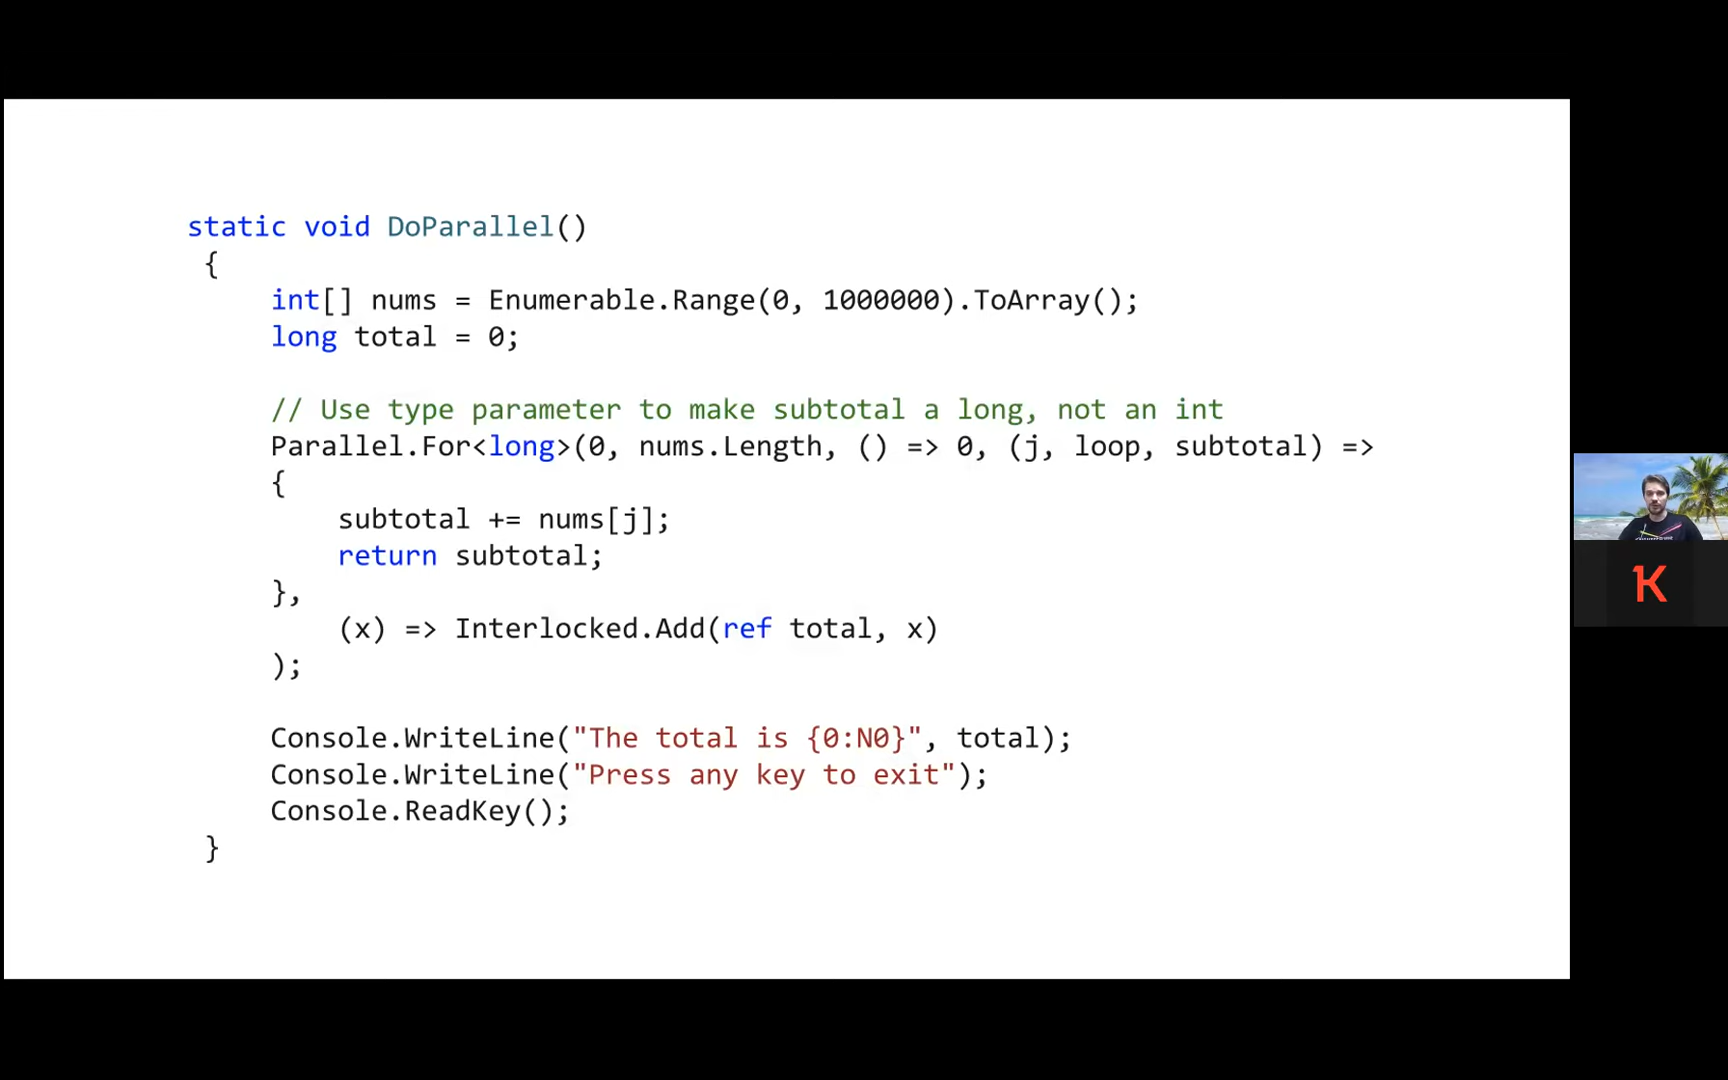 static void DoParallel()
{
int[] nums = Enumerable.Range(0, 1000000).ToArray();
long total = 0;
// Use type parameter to make subtotal a long, not an int
Parallel.For<long>(0, nums.Length, () => 0, (j, loop, subtotal) =>
{
subtotal += nums[j];
return subtotal;
},
(x) => Interlocked.Add(ref total, x)
);
Console.WriteLine("The total is {0:N0}", total);
Console.WriteLine("Press any key to exit");
Console.ReadKey();
}
K